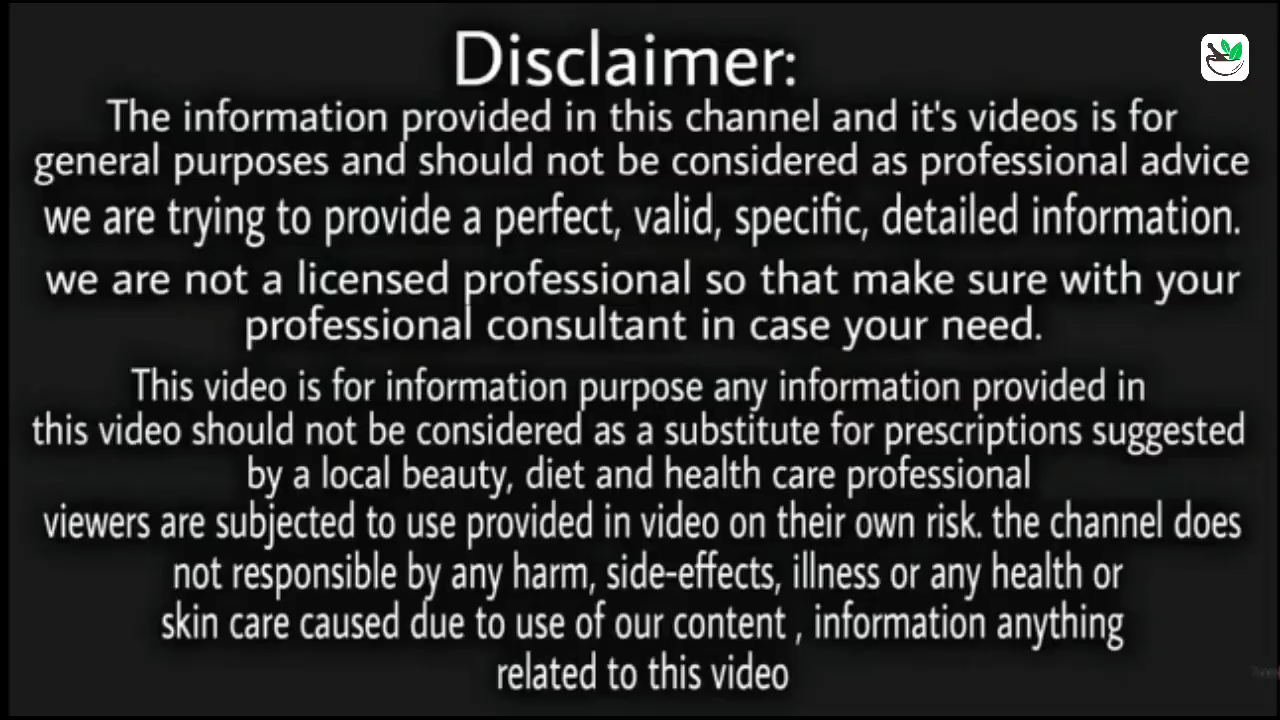 Disclaimer:
The information provided in this channel and it's videos is for
general purposes and should not be considered as professional advice
we are trying to provide a perfect, valid, specific, detailed information.
we are not a licensed professional so that make sure with your
professional consultant in case your need.
This video is for information purpose any information provided in
this video should not be considered as a substitute for prescriptions suggested
by a local beauty, diet and health care professional
viewers are subjected to use provided in video on their own risk. the channel does
not responsible by any harm, side-effects, illness or any health or
skin care caused due to use of our content , information anything
related to this video